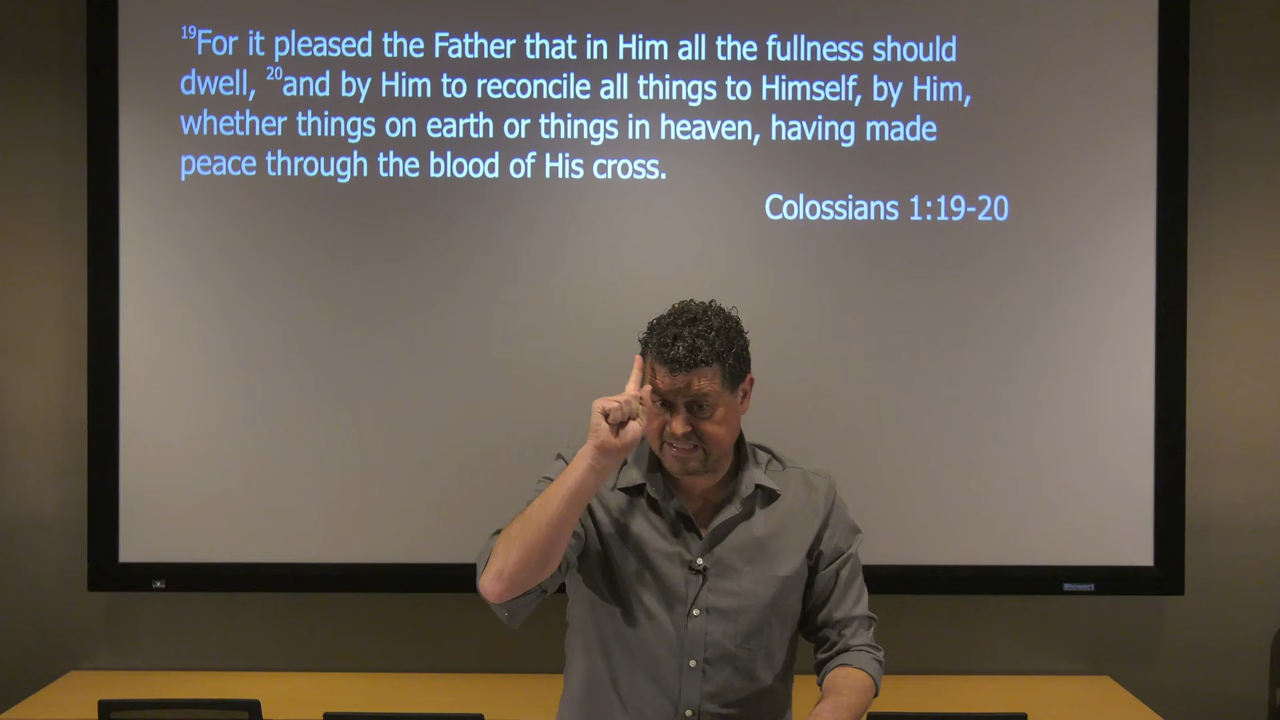 ¹⁹For it pleased the Father that in Him all the fullness should
dwell, ²⁰and by Him to reconcile all things to Himself, by Him,
whether things on earth or things in heaven, having made
peace through the blood of His cross.
Colossians 1:19-20